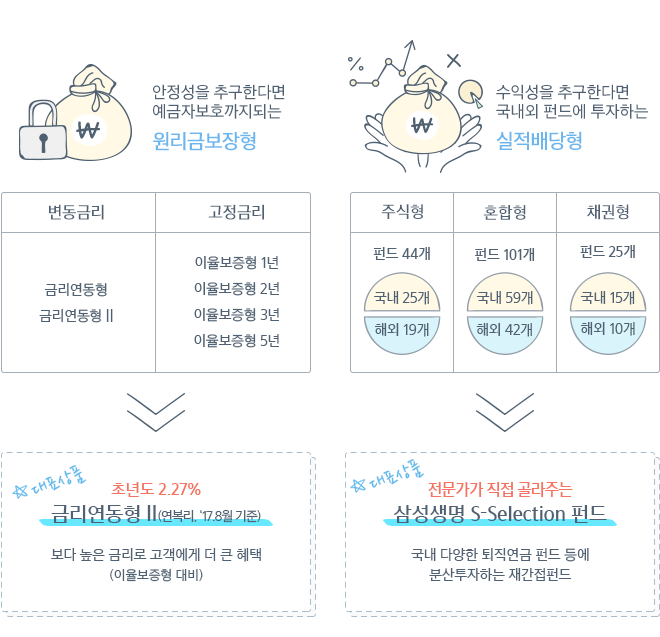 안정성을 추구한다면
예금자보호까지되는
원리금보장형
변동금리
고정금리
금리연동형
금리연동형 II
이율보증형 1년
이율보증형 2년
이율보증형 3년
이율보증형 5년
대표상품
초년도 2.27%
금리연동형 II(연복리, '17.8월 기준)
보다 높은 금리로 고객에게 더 큰 혜택
(이율보증형 대비)
%
₩
수익성을 추구한다면
국내외 펀드에 투자하는
실적배당형
주식형
혼합형
채권형
펀드 44개
펀드 101개
펀드 25개
국내 25개
국내 59개
국내 15개
해외 19개
해외 42개
해외 10개
대표상품
전문가가 직접 골라주는
삼성생명 S-Selection 펀드
국내 다양한 퇴직연금 펀드 등에
분산투자하는 재간접펀드